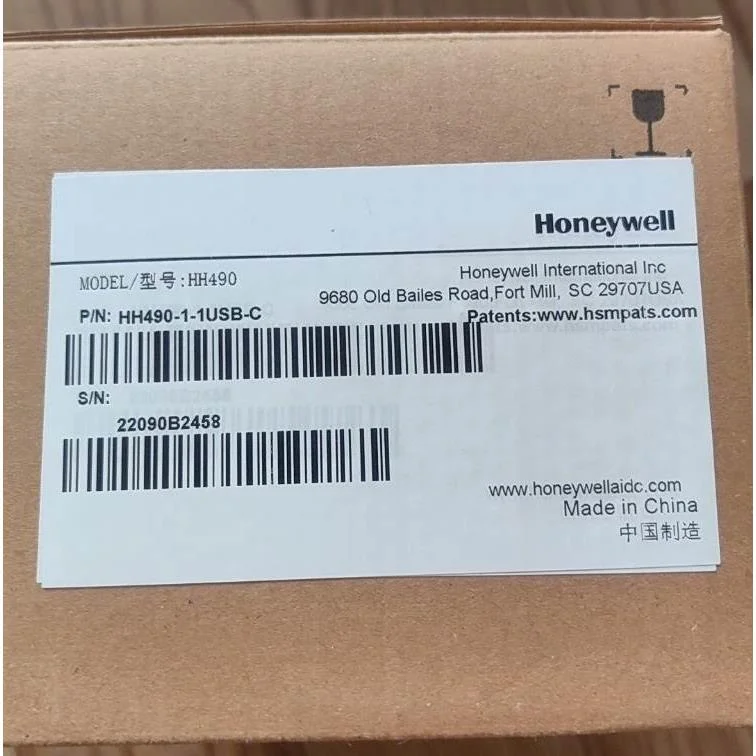 Honeywell
MODEL/型号:HH490
Honeywell International Inc
9680 Old Bailes Road,Fort Mill, SC 29707USA
P/N: HH490-1-1USB-C
Patents:www.hsmpats.com
S/N:
22090B2458
www.honeywellaidc.com
Made in China
中国制造